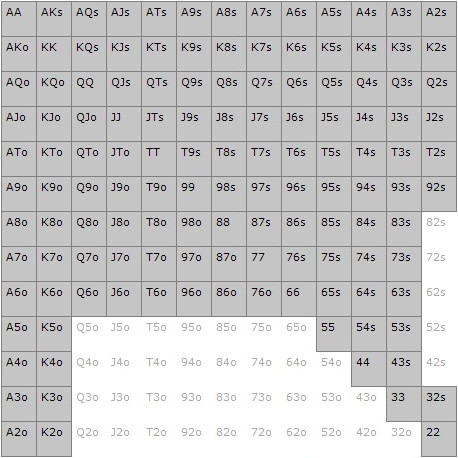 AA AKs AQs AJs ATs A9s A8s A7s A6s A5s A4s A3s A2s
AKo KK KQs KJs KTs K9s K8s K7s K6s K5s K4s K3s K2s
AQo KQo QQ QJs QTs Q9s Q8s Q7s Q6s Q5s Q4s Q3s Q2s
AJo KJo QJo JJ JTs J9s J8s J7s J6s J5s J4s J3s J2s
ATo KTo QTo JTo TT T9s T8s T7s T6s T5s T4s T3s T2s
A9o K9o Q9o J9o T9o 99 98s 97s 96s 95s 94s 93s 92s
A8o K8o Q8o J8o T8o 98o 88 87s 86s 85s 84s 83s 82s
A7o K7o Q7o J7o T7o 97o 87o 77 76s 75s 74s 73s 72s
A6o K6o Q6o J6o T6o 96o 86o 76o 66 65s 64s 63s 62s
A5o K5o Q5o J5o T5o 95o 85o 75o 65o 55 54s 53s 52s
A4o K4o Q4o J4o T4o 94o 84o 74o 64o 54o 44 43s 42s
A3o K3o Q3o J3o T3o 93o 83o 73o 63o 53o 43o 33 32s
A2o K2o Q2o J2o T2o 92o 82o 72o 62o 52o 42o 32o 22